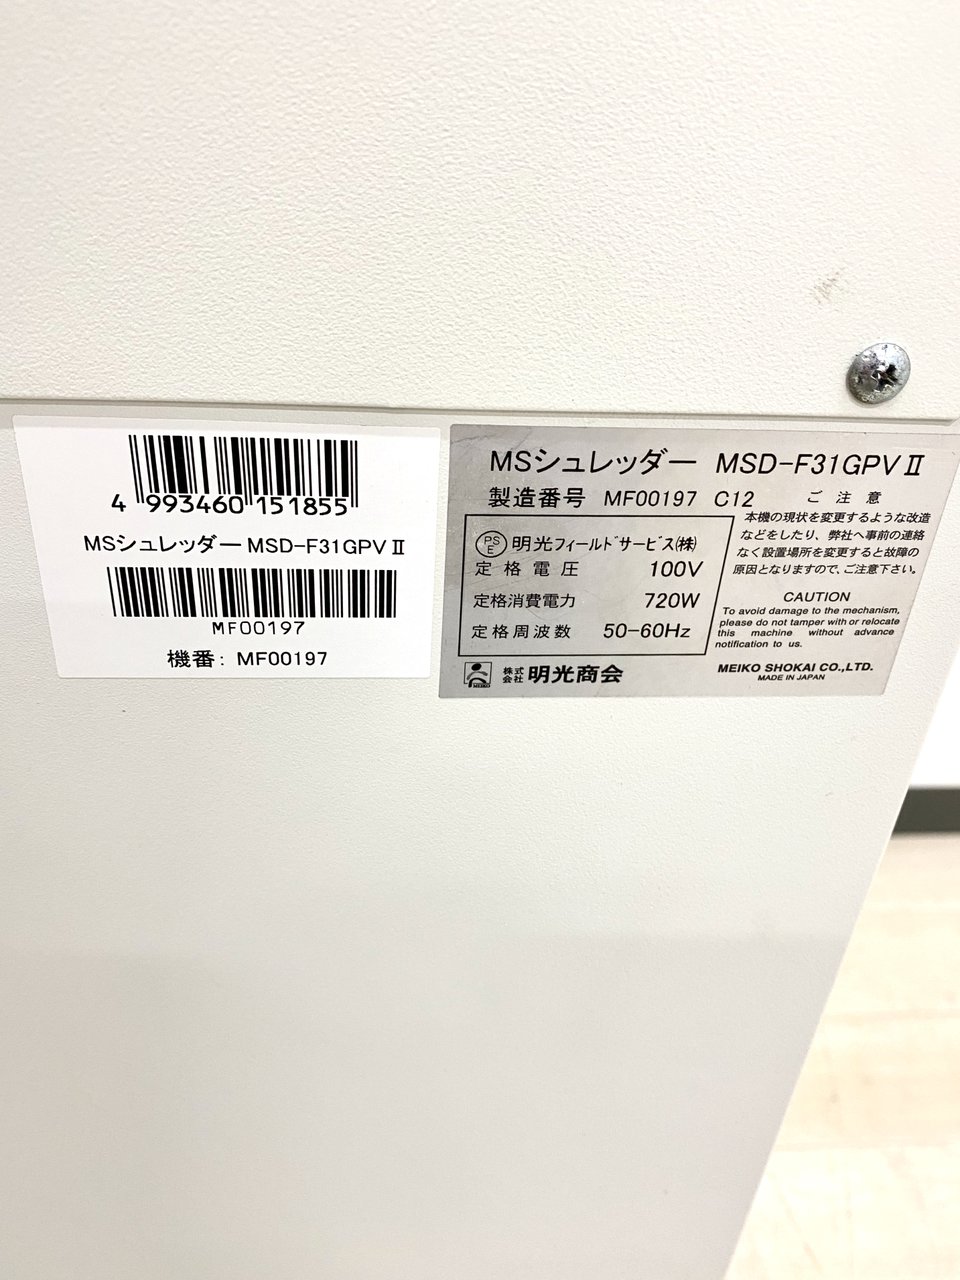 4 993460 151855
MSシュレッダー MSD-F31GPVⅡ
MF00197
機番: MF00197
MSシュレッダー MSD-F31GPVⅡ
製造番号 MF00197 C12
PS
E
明光フィールドサービス(株)
定格電圧 100V
定格消費電力 720W
定格周波数 50-60Hz
ご注意
本機の現状を変更するような改造
などをしたり、弊社へ事前の連絡
なく設置場所を変更すると故障の
原因となりますので、ご注意下さい。
CAUTION
To avoid damage to the mechanism,
please do not tamper with or relocate
this machine without advance
notification to us.
MEIKO
株式
会社 明光商会
MEIKO SHOKAI CO.,LTD.
MADE IN JAPAN